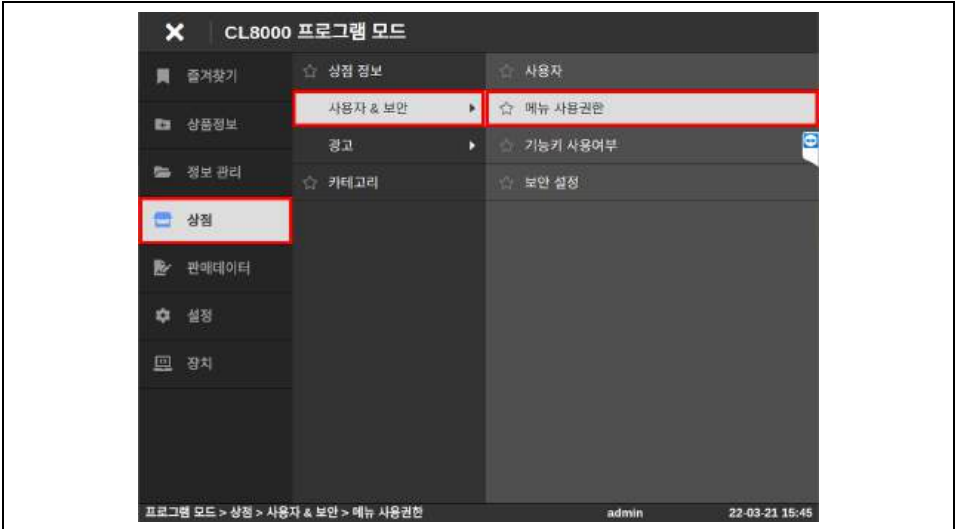 CL8000 프로그램 모드
즐겨찾기
상품정보
정보 관리
상점
판매데이터
설정
장치
상점 정보
사용자 & 보안
광고
카테고리
사용자
메뉴 사용권한
기능키 사용여부
보안 설정
프로그램 모드 > 상점 > 사용자 & 보안 > 메뉴 사용권한 admin 22-03-21 15:45